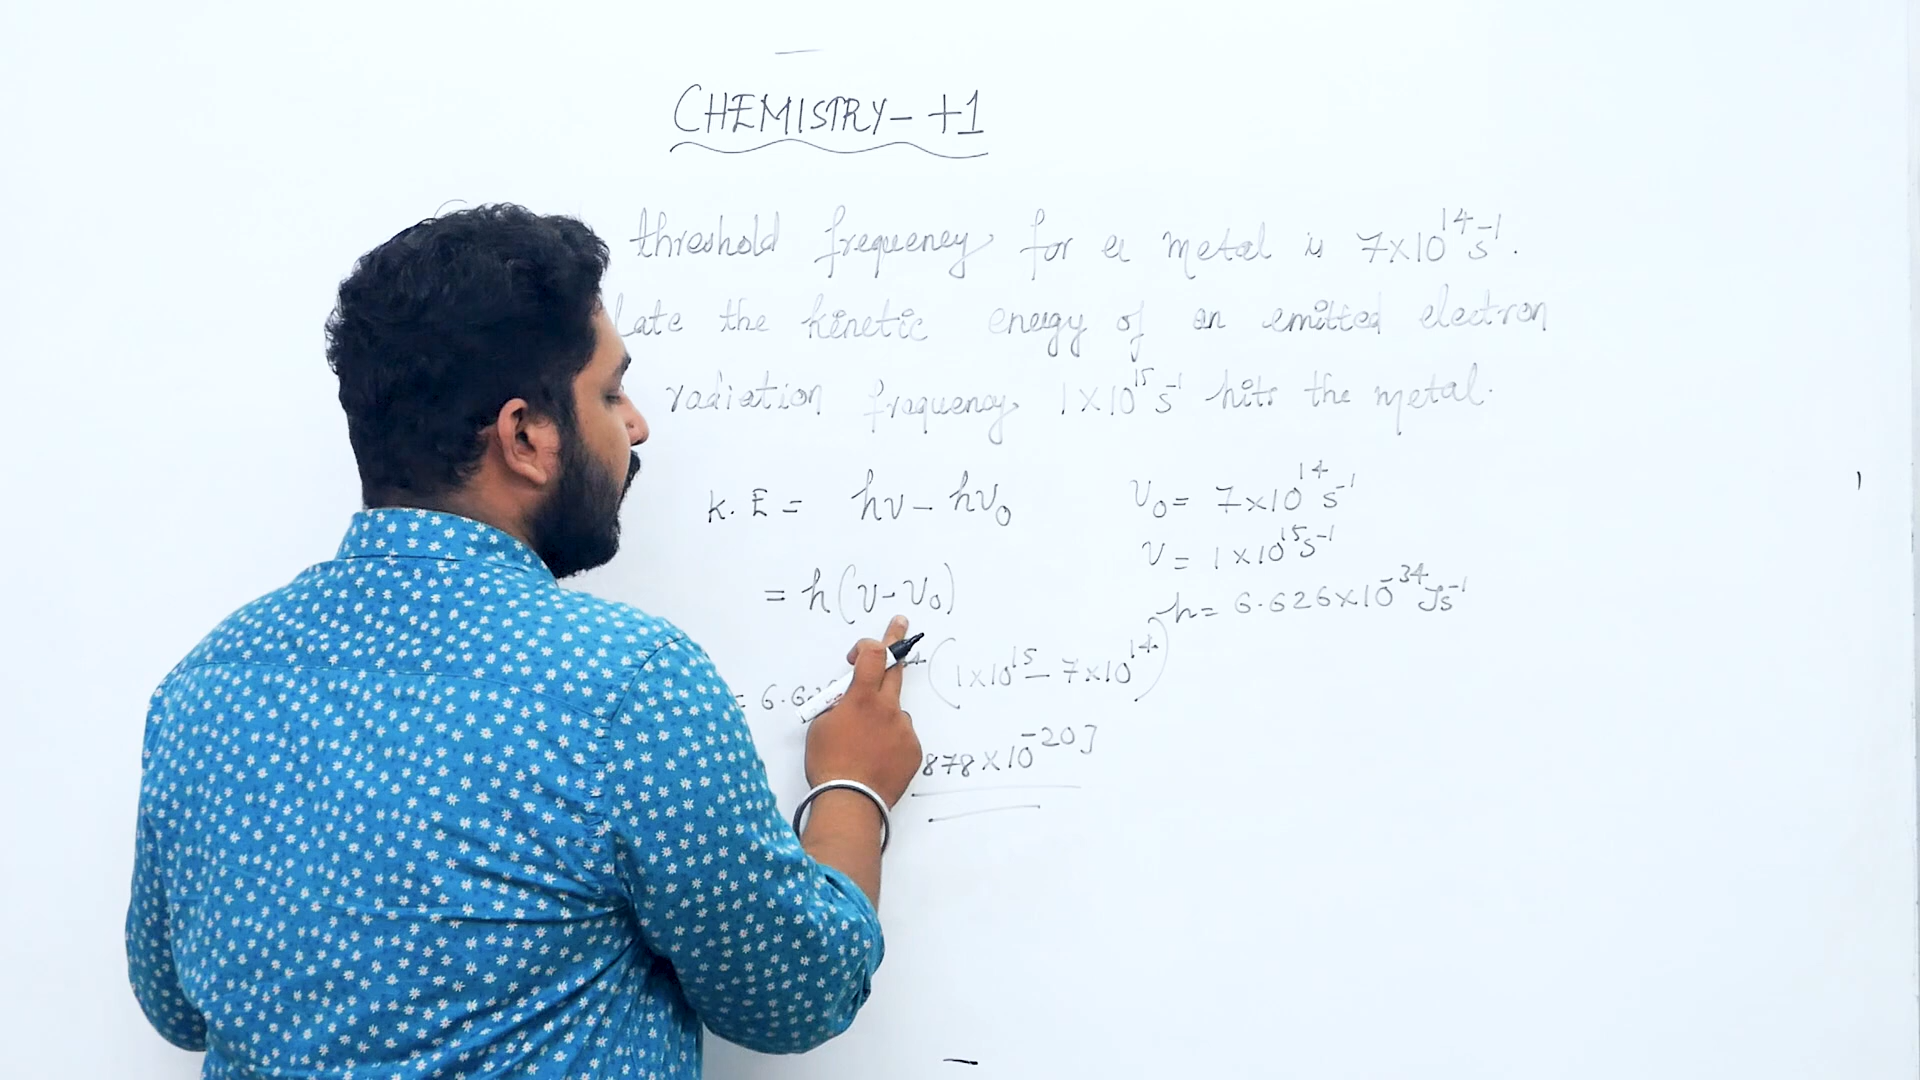 CHEMISTRY- +1
threshold frequency for a metal is 7×10¹⁴s⁻¹.
late the kinetic energy of an emitted electron
radiation frequency 1×10¹⁵s⁻¹ hits the metal.
K.E = hν - hν₀
ν₀= 7×10¹⁴s⁻¹
ν = 1×10¹⁵s⁻¹
= h(ν-ν₀)
h= 6.626×10⁻³⁴Js⁻¹
= 6.6 (1×10¹⁵ - 7×10¹⁴)
878×10⁻²⁰J